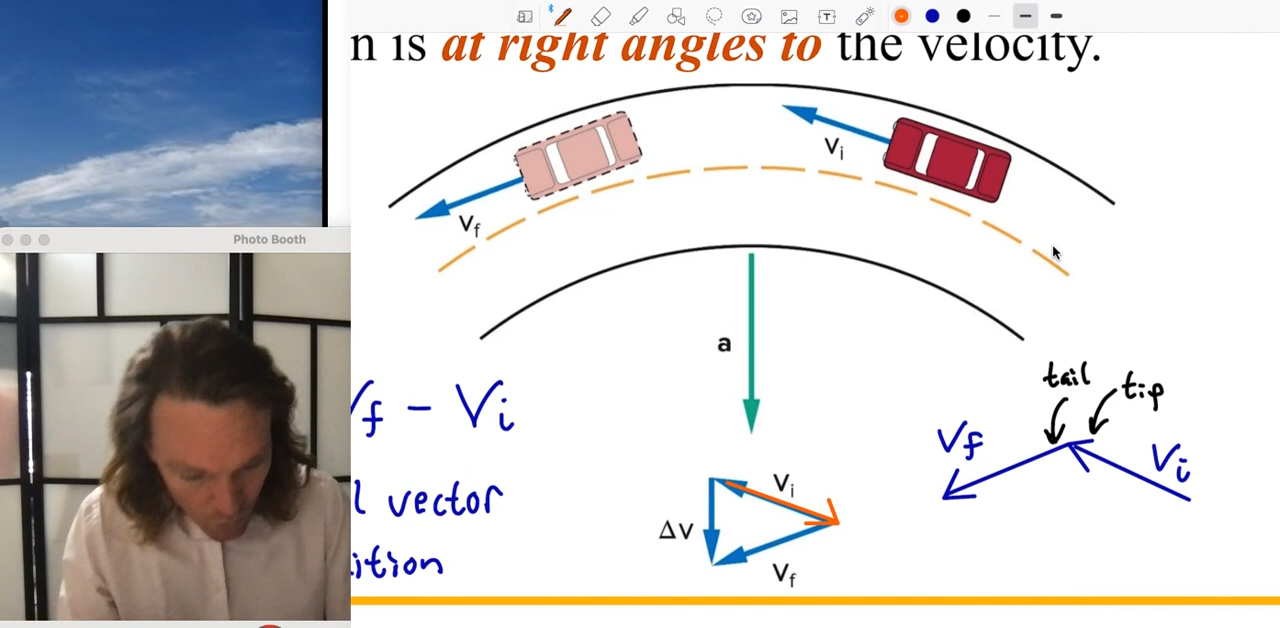 n is at right angles to the velocity.
Vi
Vf
Photo Booth
a
tail
tip
f - Vi
Vf
Vi
Vi
l vector
Δv
ition
Vf
T